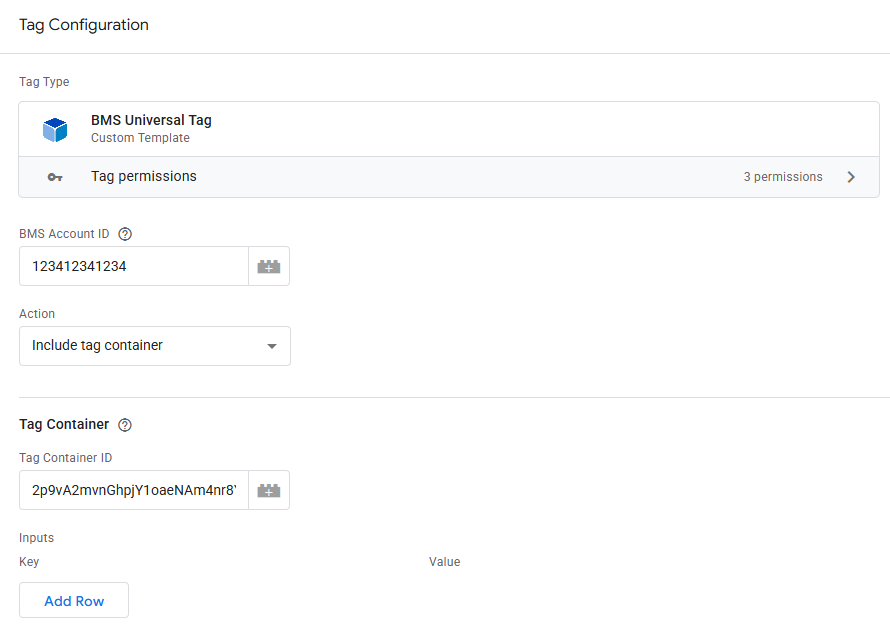 Tag Configuration
Tag Type
BMS Universal Tag
Custom Template
Tag permissions
3 permissions
BMS Account ID
123412341234
Action
Include tag container
Tag Container
Tag Container ID
2p9vA2mvnGhpjY1oaeNAm4nr8
Inputs
Key Value
Add Row